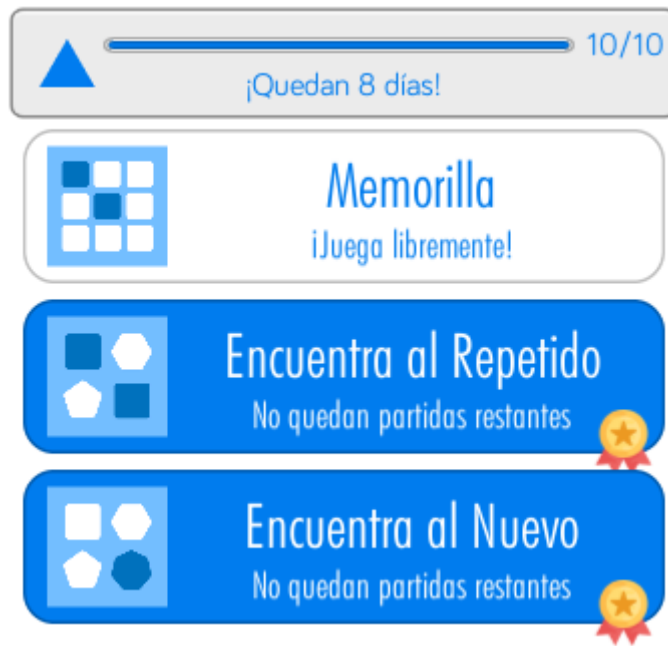 10/10
¡Quedan 8 días!
Memorilla
¡Juega libremente!
Encuentra al Repetido
No quedan partidas restantes
Encuentra al Nuevo
No quedan partidas restantes